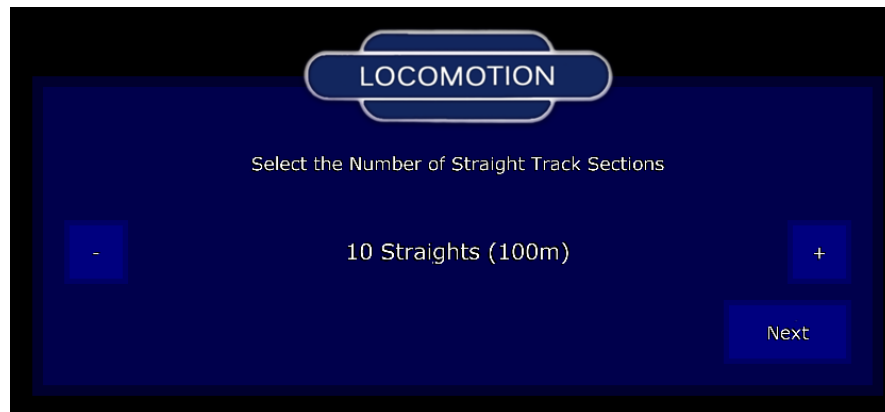 LOCOMOTION
Select the Number of Straight Track Sections
- 10 Straights (100m) +
Next